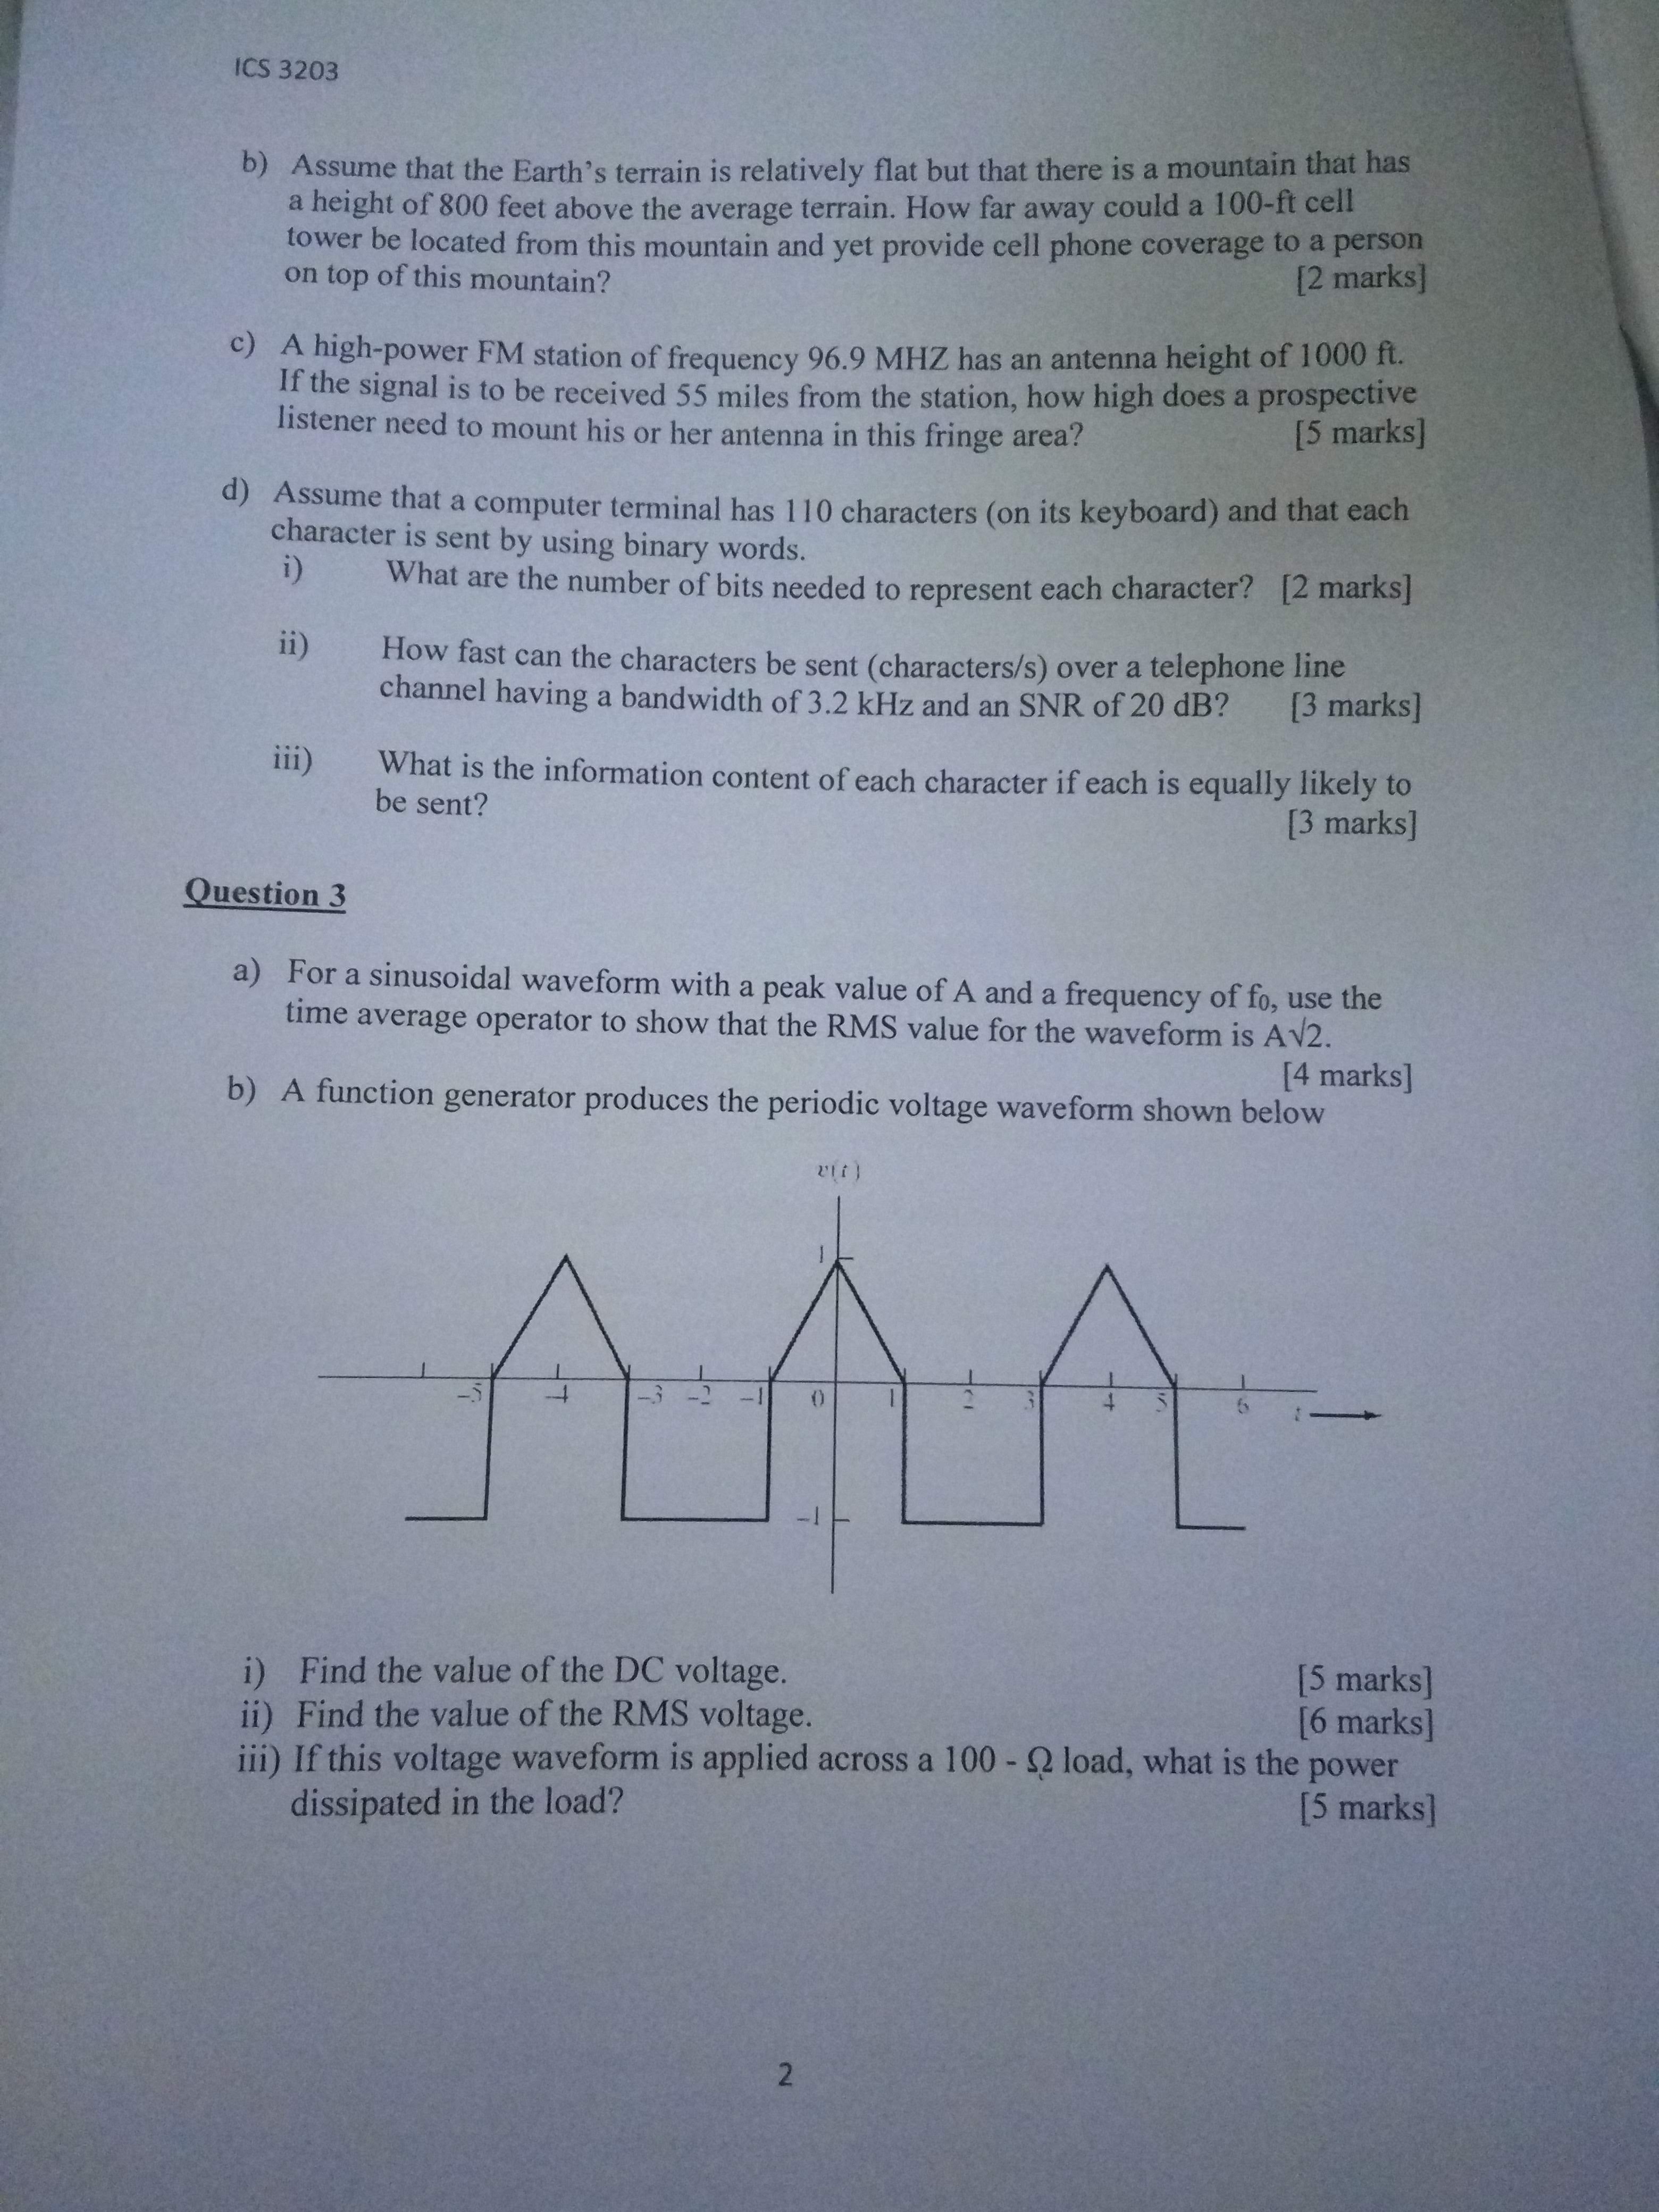 ICS 3203
b) Assume that the Earth's terrain is relatively flat but that there is a mountain that has
a height of 800 feet above the average terrain. How far away could a 100-ft cell
tower be located from this mountain and yet provide cell phone coverage to a person
on top of this mountain? [2 marks]
c) A high-power FM station of frequency 96.9 MHZ has an antenna height of 1000 ft.
If the signal is to be received 55 miles from the station, how high does a prospective
listener need to mount his or her antenna in this fringe area? [5 marks]
d) Assume that a computer terminal has 110 characters (on its keyboard) and that each
character is sent by using binary words.
i) What are the number of bits needed to represent each character? [2 marks]
ii) How fast can the characters be sent (characters/s) over a telephone line
channel having a bandwidth of 3.2 kHz and an SNR of 20 dB? [3 marks]
iii) What is the information content of each character if each is equally likely to
be sent?
[3 marks]
Question 3
a) For a sinusoidal waveform with a peak value of A and a frequency of f₀, use the
time average operator to show that the RMS value for the waveform is A√2.
[4 marks]
b) A function generator produces the periodic voltage waveform shown below
v(t)
1
−5 −4 −3 −2 −1 0 1 2 3 4 5 6 t
−1
i) Find the value of the DC voltage. [5 marks]
ii) Find the value of the RMS voltage. [6 marks]
iii) If this voltage waveform is applied across a 100 - Ω load, what is the power
dissipated in the load? [5 marks]
2